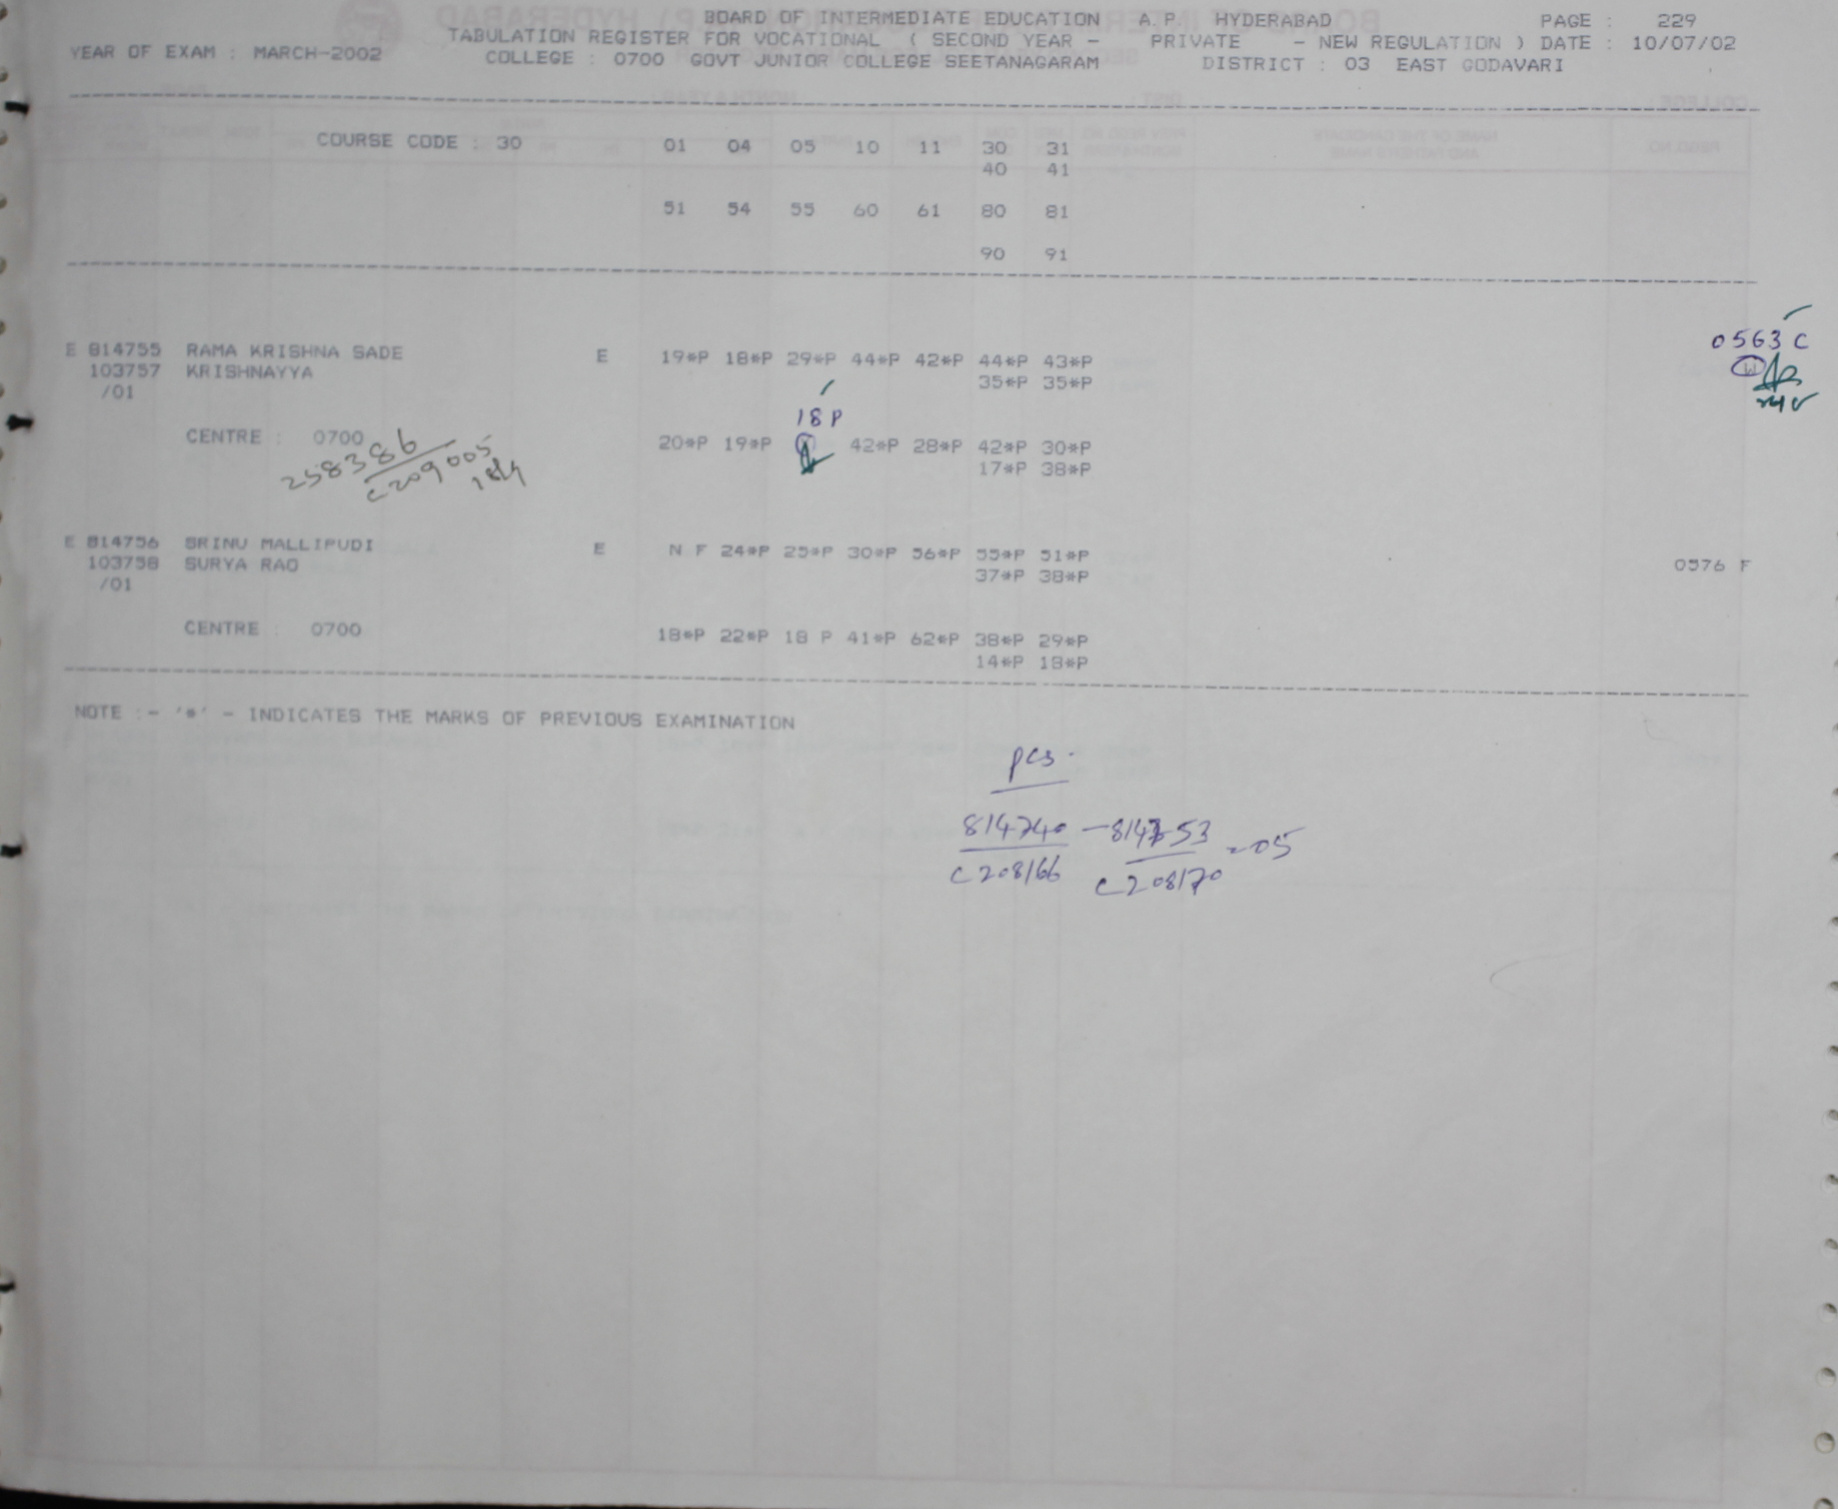 BOARD OF INTERMEDIATE EDUCATION A.P. HYDERABAD PAGE : 229
TABULATION REGISTER FOR VOCATIONAL ( SECOND YEAR - PRIVATE - NEW REGULATION ) DATE : 10/07/02
YEAR OF EXAM : MARCH-2002 COLLEGE : 0700 GOVT JUNIOR COLLEGE SEETANAGARAM DISTRICT : 03 EAST GODAVARI
COURSE CODE : 30 01 04 05 10 11 30 31
40 41
51 54 55 60 61 80 81
90 91
0563 C
E 814755 RAMA KRISHNA SADE E 19*P 18*P 29*P 44*P 42*P 44*P 43*P
103757 KRISHNAYYA 35*P 35*P
/01
18 P
CENTRE : 0700 20*P 19*P 42*P 28*P 42*P 30*P
17*P 38*P
258386
C209005
E 814756 SRINU MALLIPUDI E N F 24*P 25*P 30*P 56*P 55*P 51*P
103758 SURYA RAO 37*P 38*P 0576 F
/01
CENTRE : 0700 18*P 22*P 18 P 41*P 62*P 38*P 29*P
14*P 18*P
NOTE :- '*' - INDICATES THE MARKS OF PREVIOUS EXAMINATION
pcs.
814740 - 814753 = 05
C208166 C208170